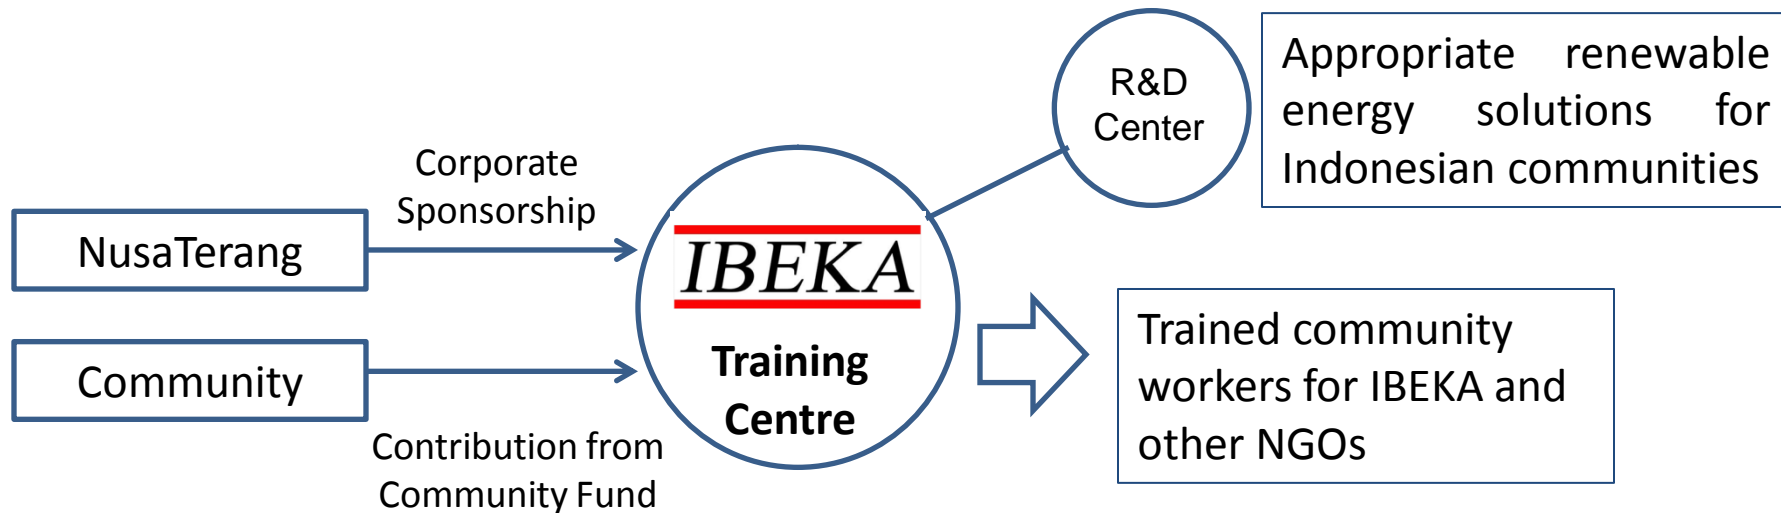 NusaTerang
Corporate
Sponsorship
Community
Contribution from
Community Fund
IBEKA
Training
Centre
R&D
Center
Appropriate renewable
energy solutions for
Indonesian communities
Trained community
workers for IBEKA and
other NGOs